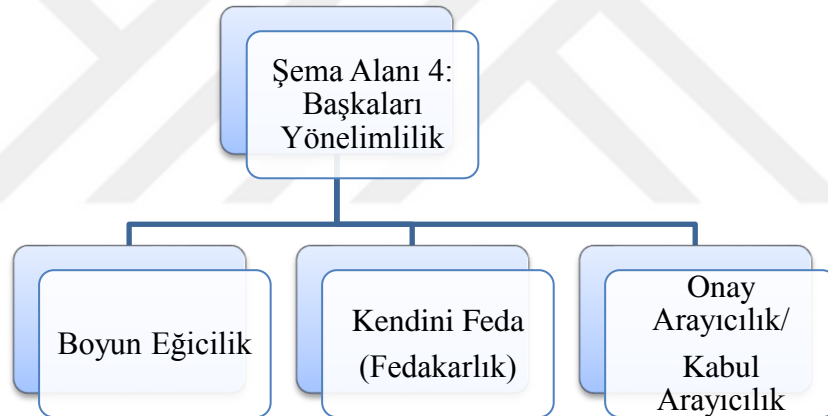 Şema Alanı 4:
Başkaları
Yönelimlilik
Boyun Eğicilik
Kendini Feda
(Fedakarlık)
Onay
Arayıcılık/
Kabul
Arayıcılık